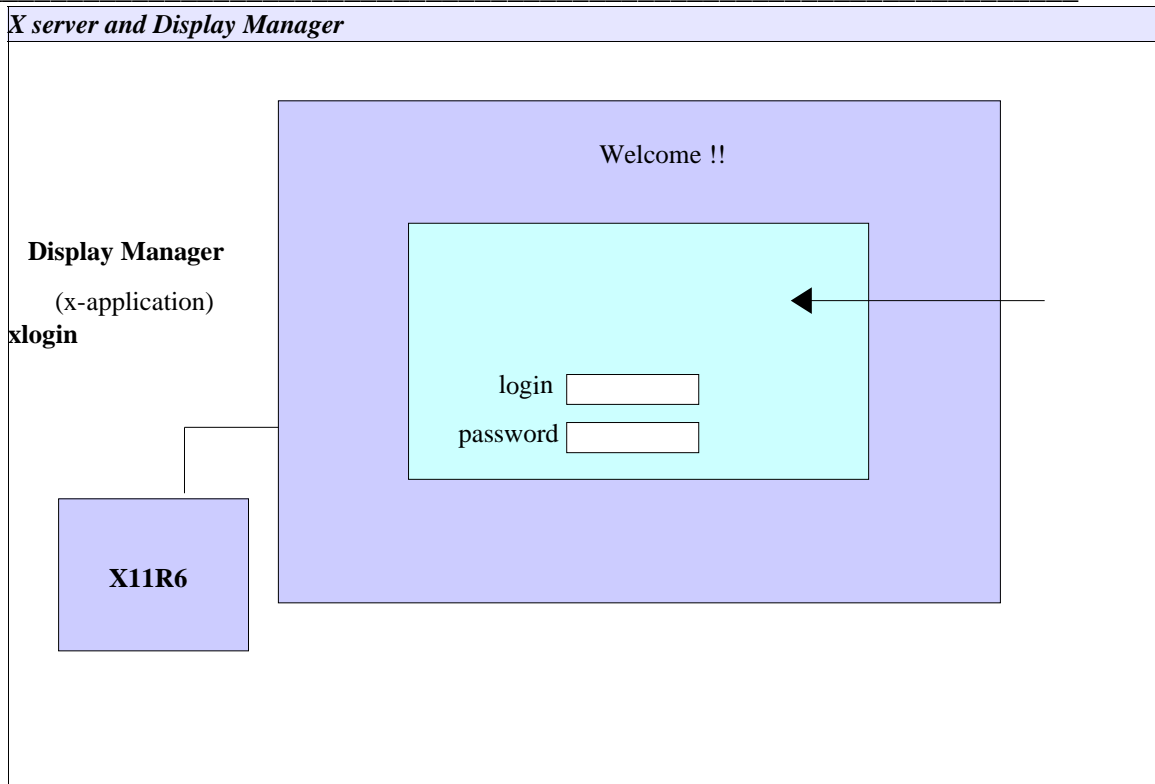 X server and Display Manager
Welcome !!
Display Manager
(x-application)
xlogin
login
password
X11R6